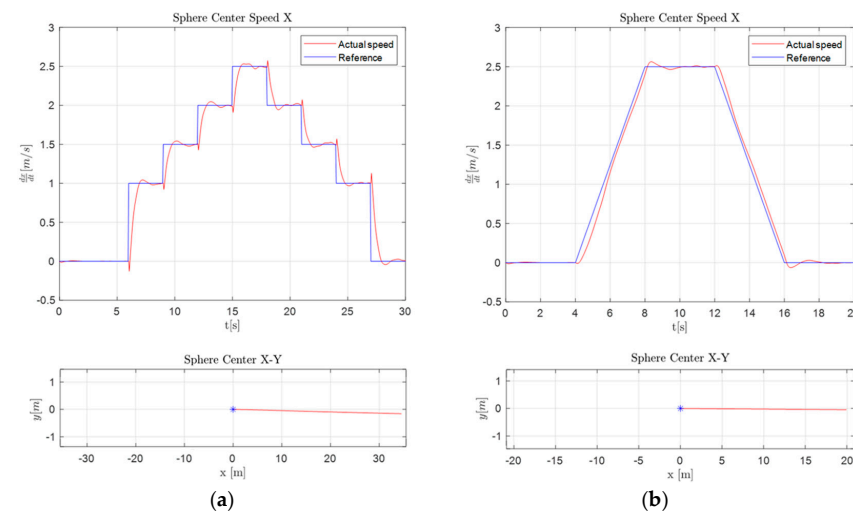 Sphere Center Speed X
Actual speed
Reference
3
2.5
2
1.5
1
0.5
0
-0.5
dx/dt [m/s]
0 5 10 15 20 25 30
t[s]
Sphere Center X-Y
1
0
-1
y[m]
-30 -20 -10 0 10 20 30
x [m]
(a)
Sphere Center Speed X
Actual speed
Reference
3
2.5
2
1.5
1
0.5
0
-0.5
dx/dt [m/s]
0 2 4 6 8 10 12 14 16 18 20
t[s]
Sphere Center X-Y
1
0
-1
y[m]
-20 -15 -10 -5 0 5 10 15 20
x [m]
(b)